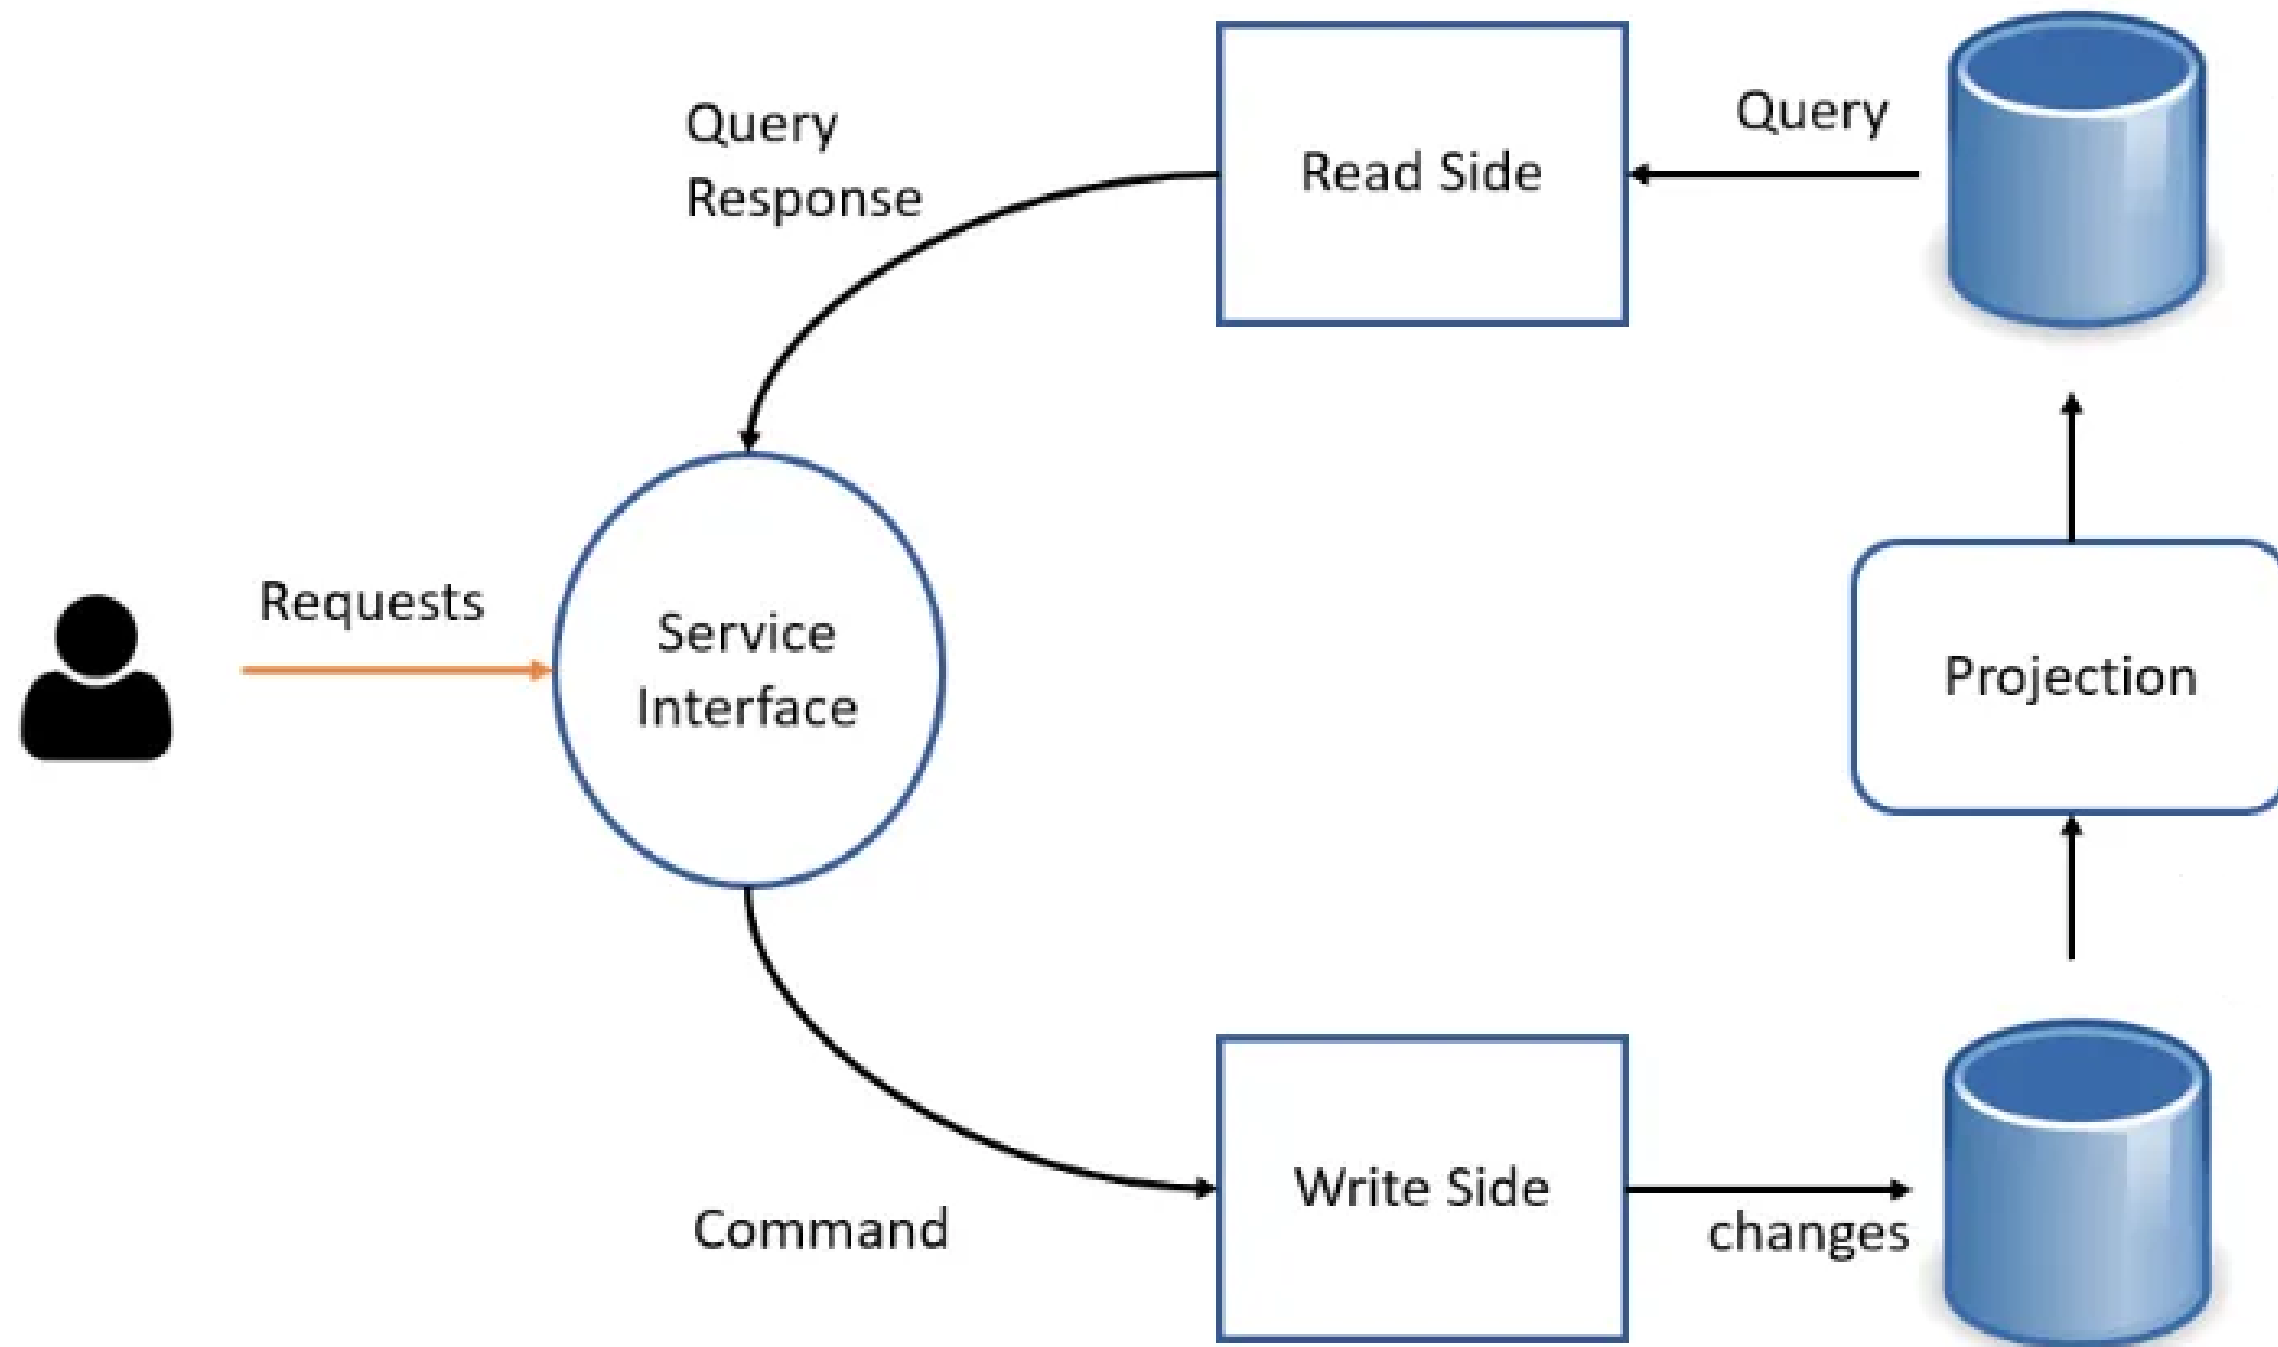 Query
Response
Read Side
Query
Requests
Service
Interface
Projection
Command
Write Side
changes